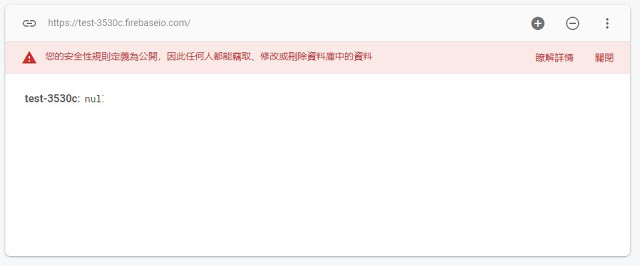 https://test-3530c.firebaseio.com/
您的安全性規則定義為公開，因此任何人都能竊取、修改或刪除資料庫中的資料 瞭解詳情 關閉
test-3530c: null